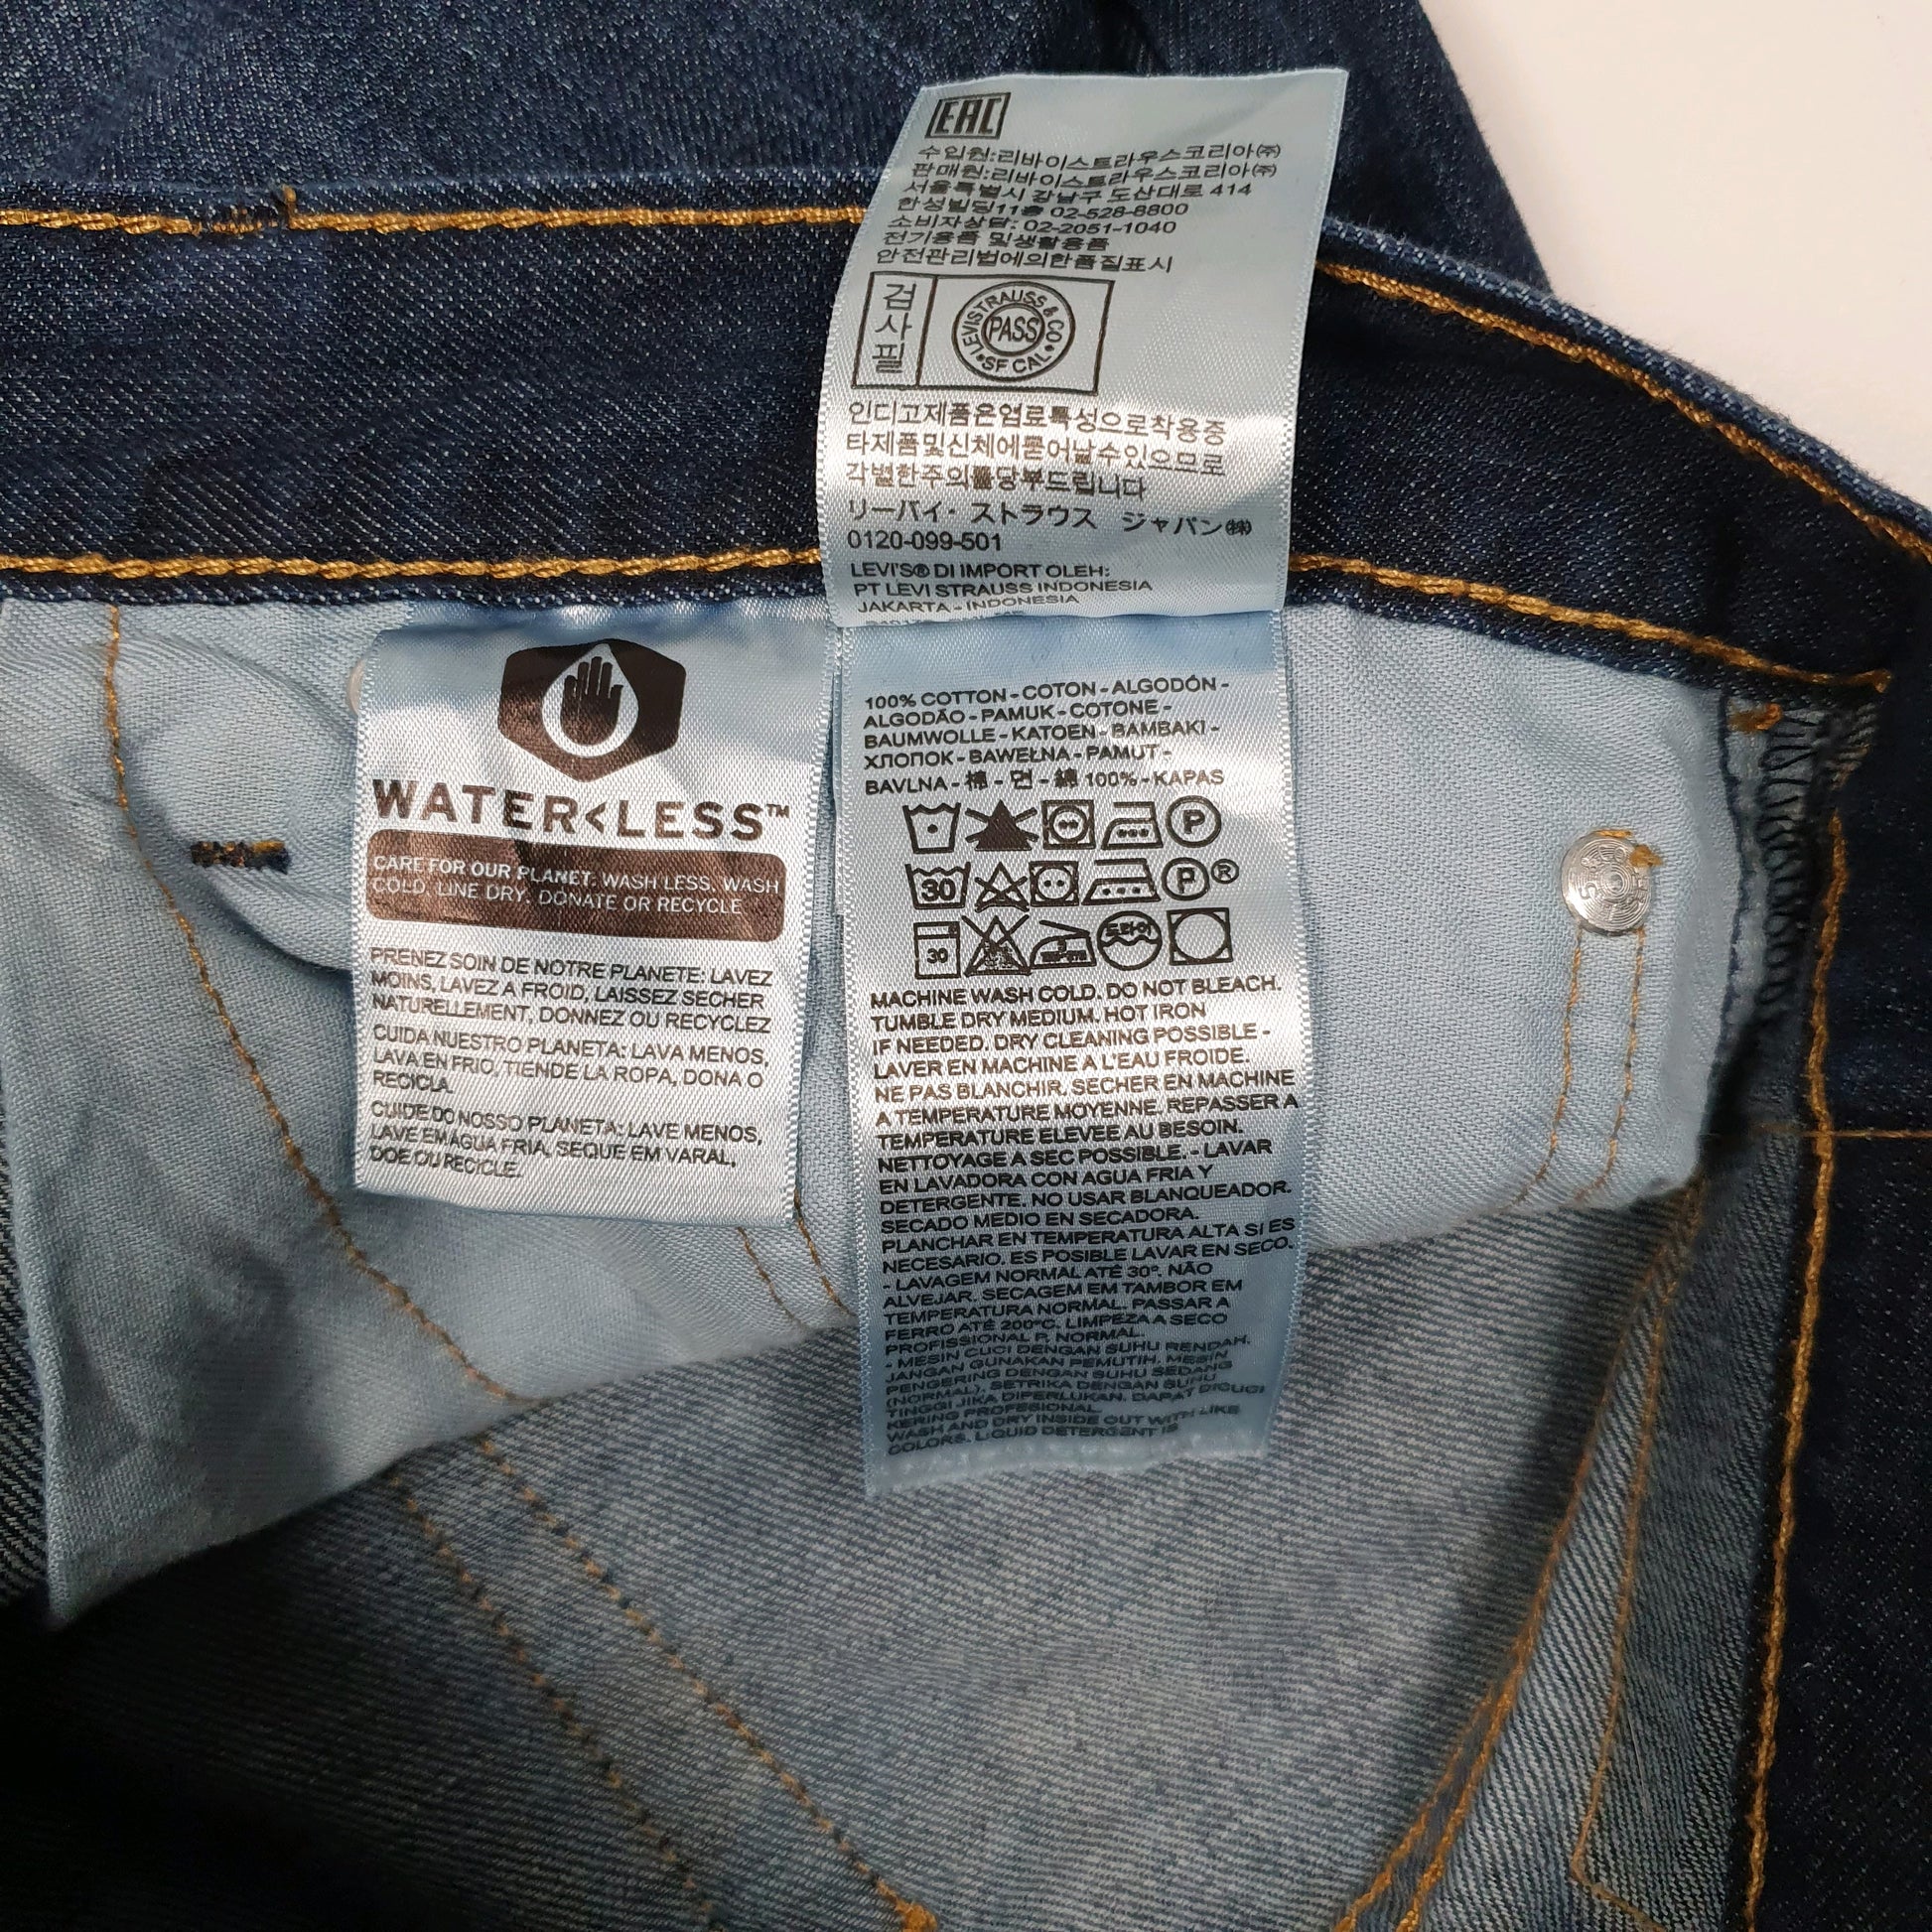 EAC
수입원:리바이스트라우스코리아㈜
판매원:리바이스트라우스코리아㈜
서울특별시 강남구 도산대로 414
한성빌딩11층 02-528-8800
소비자상담: 02-2051-1040
전기용품 및생활용품
안전관리법에의한품질표시
검사필
LEVI STRAUSS & CO
PASS
SF CAL
인디고제품은염료특성으로착용중
타제품및신체에묻어날수있으므로
각별한주의를당부드립니다
リーバイ・ストラウス ジャパン㈱
0120-099-501
LEVI'S® DI IMPORT OLEH:
PT LEVI STRAUSS INDONESIA
JAKARTA - INDONESIA
WATER<LESS™
CARE FOR OUR PLANET. WASH LESS. WASH
COLD. LINE DRY. DONATE OR RECYCLE
PRENEZ SOIN DE NOTRE PLANETE: LAVEZ
MOINS, LAVEZ A FROID, LAISSEZ SECHER
NATURELLEMENT, DONNEZ OU RECYCLEZ
CUIDA NUESTRO PLANETA: LAVA MENOS,
LAVA EN FRIO, TIENDE LA ROPA, DONA O
RECICLA.
CUIDE DO NOSSO PLANETA: LAVE MENOS,
LAVE EM AGUA FRIA, SEQUE EM VARAL,
DOE OU RECICLE.
100% COTTON - COTON - ALGODÓN -
ALGODÃO - PAMUK - COTONE -
BAUMWOLLE - KATOEN - BAMBAKI -
ХЛОПОК - BAWEŁNA - PAMUT -
BAVLNA - 棉 - 면 - 綿 100% - KAPAS
P
30 P®
30 드라이
MACHINE WASH COLD. DO NOT BLEACH.
TUMBLE DRY MEDIUM. HOT IRON
IF NEEDED. DRY CLEANING POSSIBLE -
LAVER EN MACHINE A L'EAU FROIDE.
NE PAS BLANCHIR. SECHER EN MACHINE
A TEMPERATURE MOYENNE. REPASSER A
TEMPERATURE ELEVEE AU BESOIN.
NETTOYAGE A SEC POSSIBLE. - LAVAR
EN LAVADORA CON AGUA FRIA Y
DETERGENTE. NO USAR BLANQUEADOR.
SECADO MEDIO EN SECADORA.
PLANCHAR EN TEMPERATURA ALTA SI ES
NECESARIO. ES POSIBLE LAVAR EN SECO.
- LAVAGEM NORMAL ATÉ 30°. NÃO
ALVEJAR. SECAGEM EM TAMBOR EM
TEMPERATURA NORMAL. PASSAR A
FERRO ATÉ 200°C. LIMPEZA A SECO
PROFISSIONAL P, NORMAL.
- MESIN CUCI DENGAN SUHU RENDAH.
JANGAN GUNAKAN PEMUTIH. MESIN
PENGERING DENGAN SUHU SEDANG
(NORMAL). SETRIKA DENGAN SUHU
TINGGI JIKA DIPERLUKAN. DAPAT DICUCI
KERING PROFESIONAL.
WASH AND DRY INSIDE OUT WITH LIKE
COLORS. LIQUID DETERGENT IS